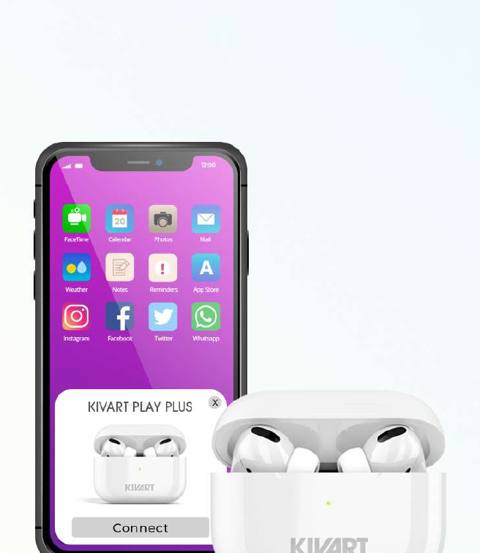 12:00
FaceTime Calendar Photos Mail
20
Weather Notes Reminders App Store
Instagram Facebook Twitter Whatsapp
KIVART PLAY PLUS X
KIVART
Connect
KIVART